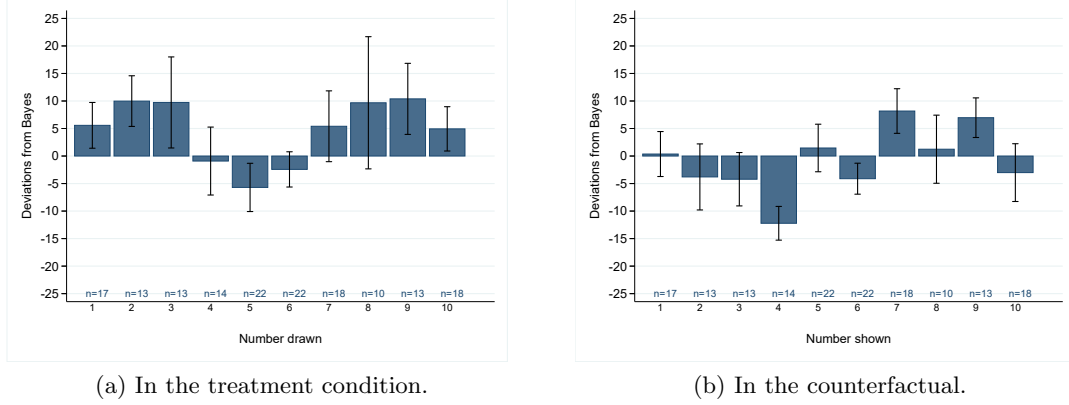 25
20
15
10
5
0
-5
-10
-15
-20
-25
Deviations from Bayes
n=17 n=13 n=13 n=14 n=22 n=22 n=18 n=10 n=13 n=18
1 2 3 4 5 6 7 8 9 10
Number drawn
(a) In the treatment condition.
25
20
15
10
5
0
-5
-10
-15
-20
-25
Deviations from Bayes
n=17 n=13 n=13 n=14 n=22 n=22 n=18 n=10 n=13 n=18
1 2 3 4 5 6 7 8 9 10
Number shown
(b) In the counterfactual.